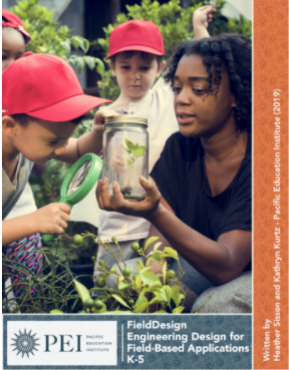 PEI
PACIFIC
EDUCATION
INSTITUTE
FieldDesign
Engineering Design for
Field-Based Applications
K-5
Written by
Heather Sisson and Kathryn Kurtz - Pacific Education Institute (2019)